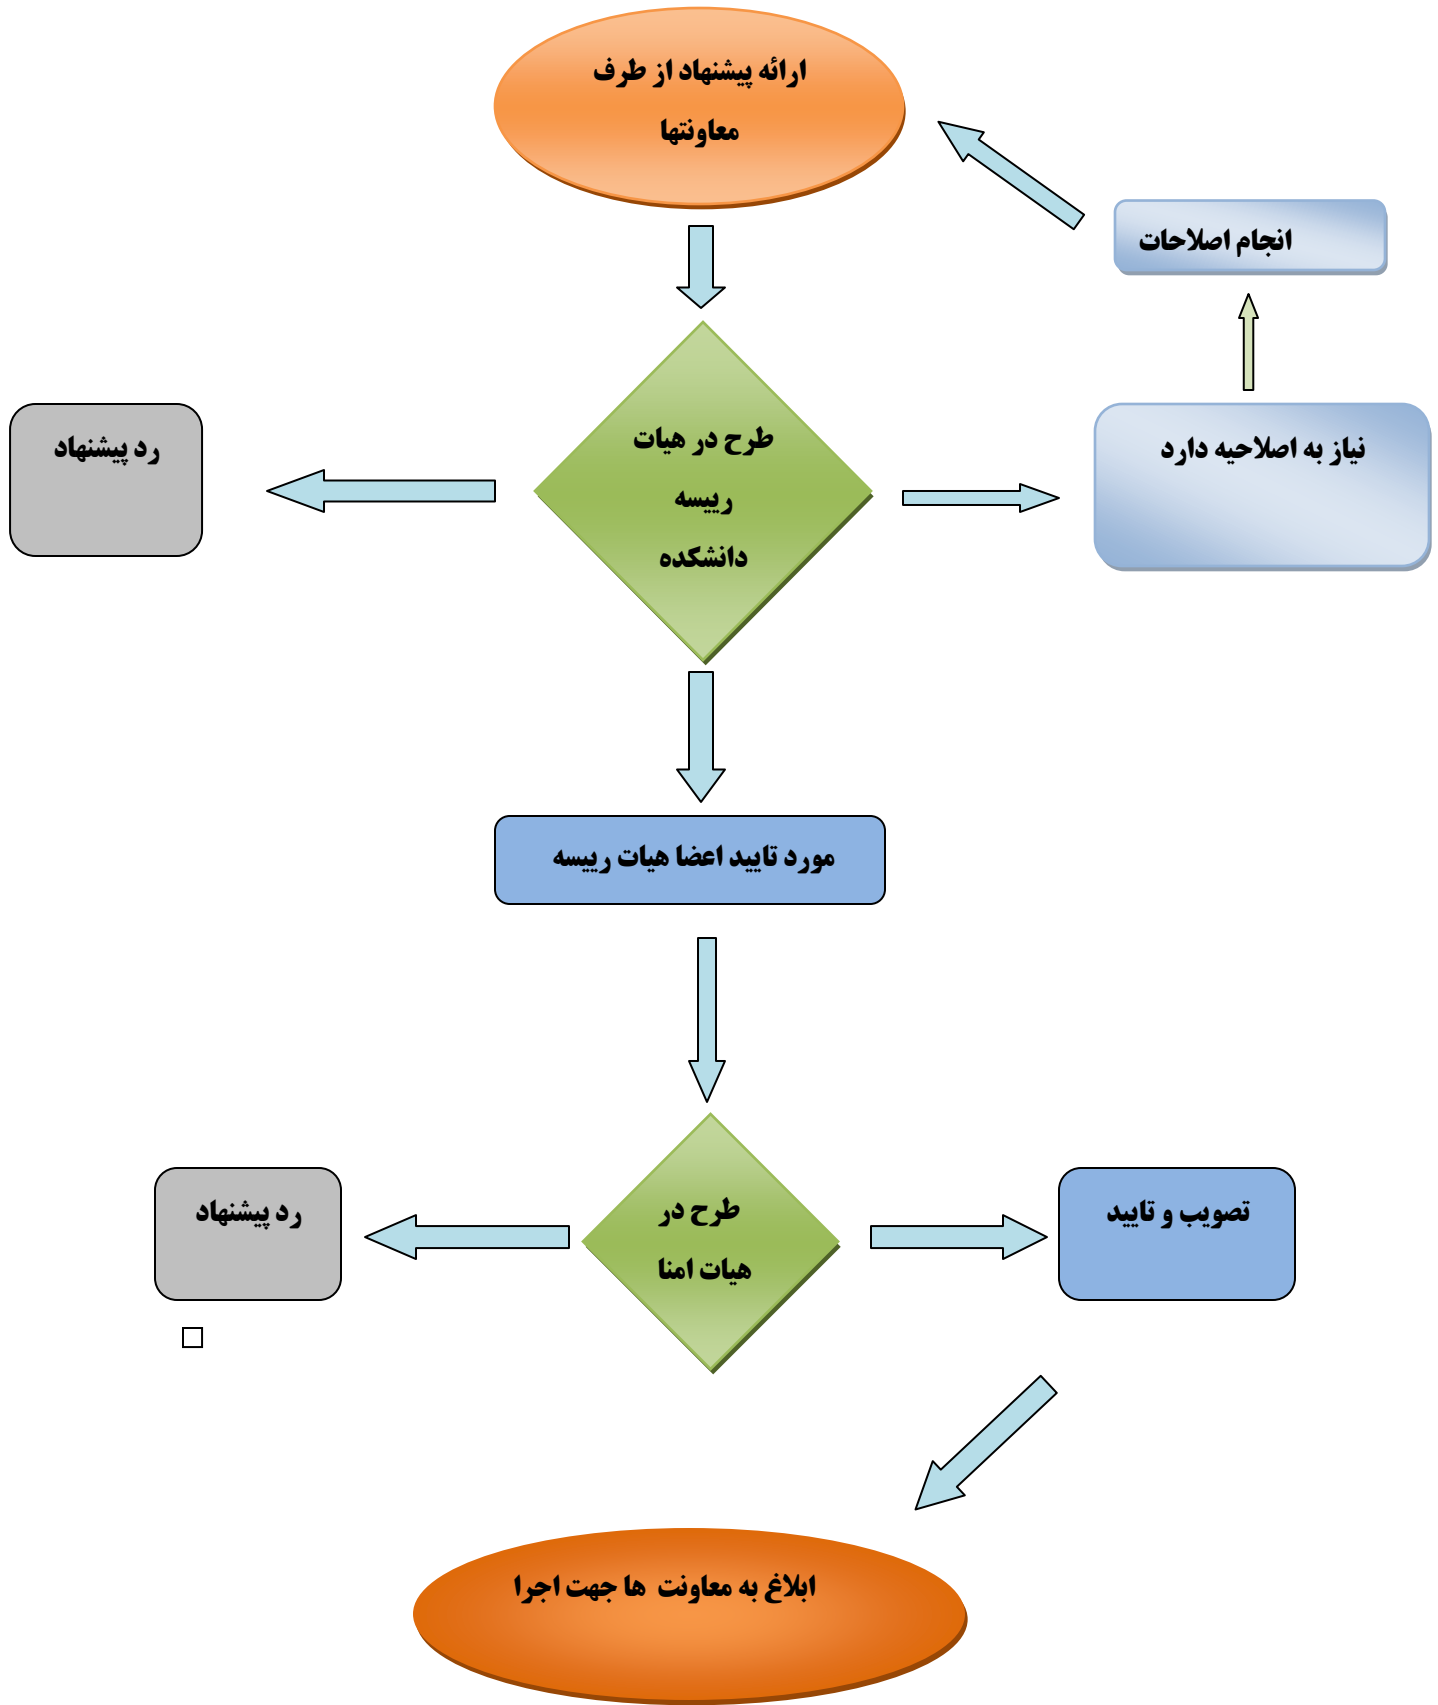 ارائه پیشنهاد از طرف
معاونتها
انجام اصلاحات
نیاز به اصلاحیه دارد
طرح در هیات
رییسه
دانشکده
رد پیشنهاد
مورد تایید اعضا هیات رییسه
تصویب و تایید
طرح در
هیات امنا
رد پیشنهاد
ابلاغ به معاونت ها جهت اجرا